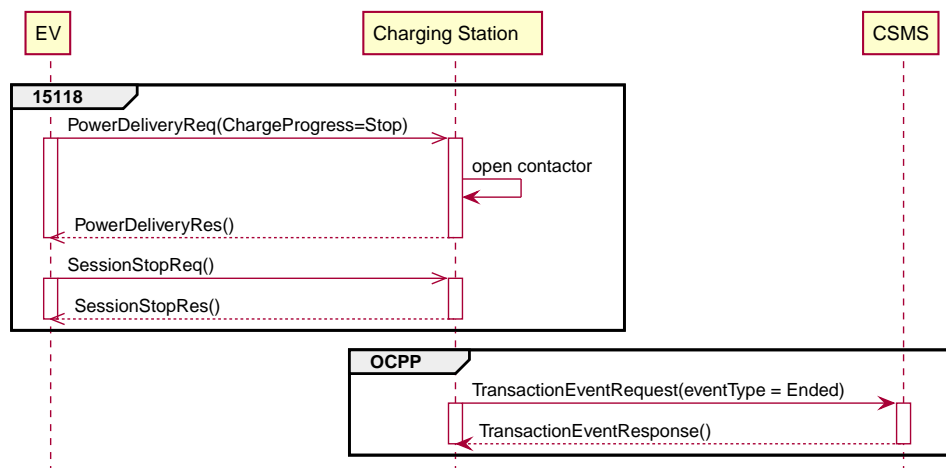 EV
Charging Station
CSMS
15118
PowerDeliveryReq(ChargeProgress=Stop)
open contactor
PowerDeliveryRes()
SessionStopReq()
SessionStopRes()
OCPP
TransactionEventRequest(eventType = Ended)
TransactionEventResponse()